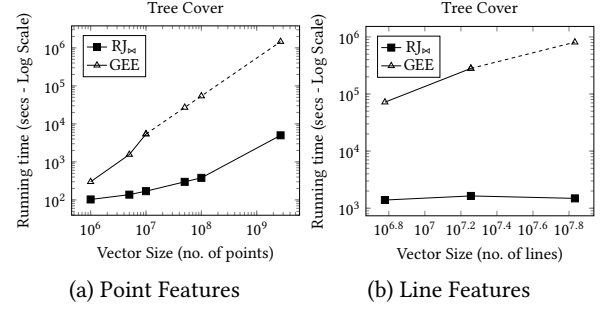 Tree Cover
RJ⋈
GEE
Running time (secs - Log Scale)
10^6
10^5
10^4
10^3
10^2
10^6
10^7
10^8
10^9
Vector Size (no. of points)
(a) Point Features
Tree Cover
RJ⋈
GEE
Running time (secs - Log Scale)
10^6
10^5
10^4
10^3
10^6.8
10^7
10^7.2
10^7.4
10^7.6
10^7.8
Vector Size (no. of lines)
(b) Line Features